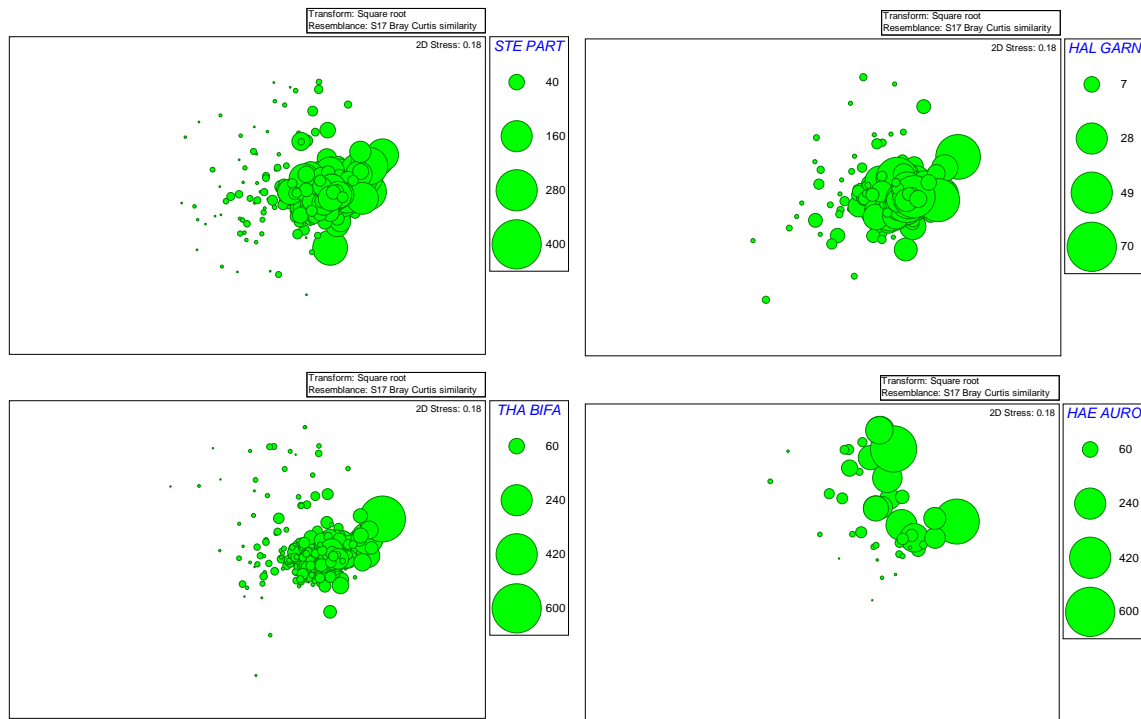 Transform: Square root
Resemblance: S17 Bray Curtis similarity
2D Stress: 0.18
STE PART
40
160
280
400
Transform: Square root
Resemblance: S17 Bray Curtis similarity
2D Stress: 0.18
HAL GARN
7
28
49
70
Transform: Square root
Resemblance: S17 Bray Curtis similarity
2D Stress: 0.18
THA BIFA
60
240
420
600
Transform: Square root
Resemblance: S17 Bray Curtis similarity
2D Stress: 0.18
HAE AURO
60
240
420
600